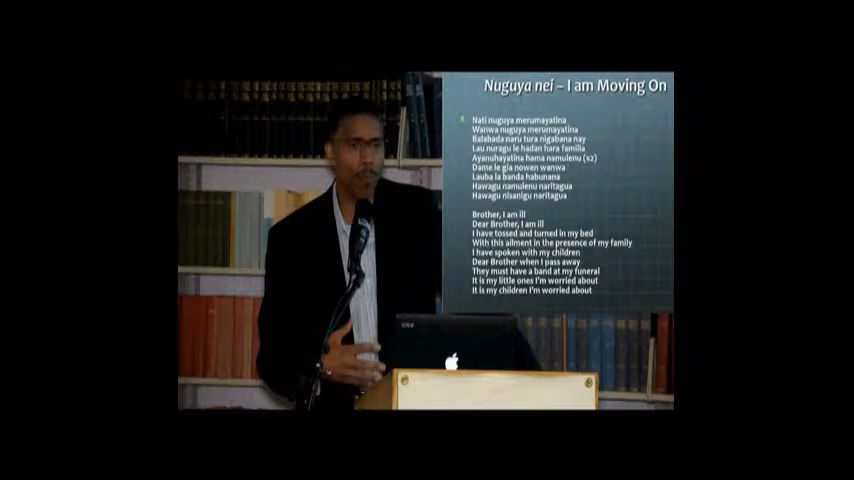 Nuguya nei – I am Moving On
Nati nuguya merumayatina
Wanwa nuguya merumayatina
Balabada naru tura nigabana nay
Lau nuragu le hadan hara familia
Ayanuhayatina hama namulenu (x2)
Dame le gia nowen wanwa
Lauba la banda habunana
Hawagu namulenu naritagua
Hawagu nisanigu naritagua
Brother, I am ill
Dear Brother, I am ill
I have tossed and turned in my bed
With this ailment in the presence of my family
I have spoken with my children
Dear Brother when I pass away
They must have a band at my funeral
It is my little ones I'm worried about
It is my children I'm worried about